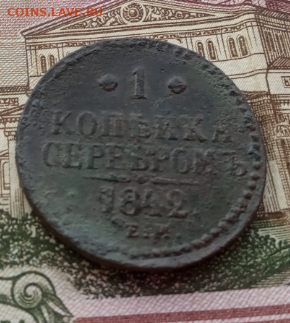 COINS.LAVE.RU
1
КОПѢЙКА
СЕРЕБРОМЪ
1842
Е.М.